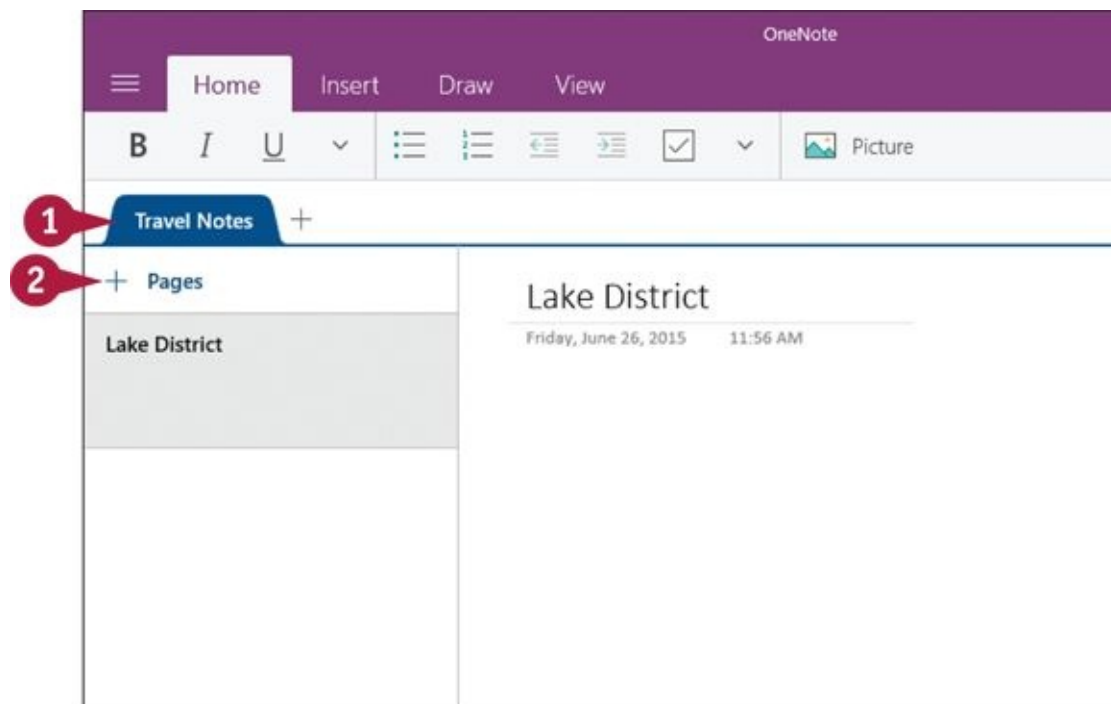 OneNote
Home Insert Draw View
B I U Picture
1 Travel Notes +
2 + Pages
Lake District
Lake District
Friday, June 26, 2015 11:56 AM